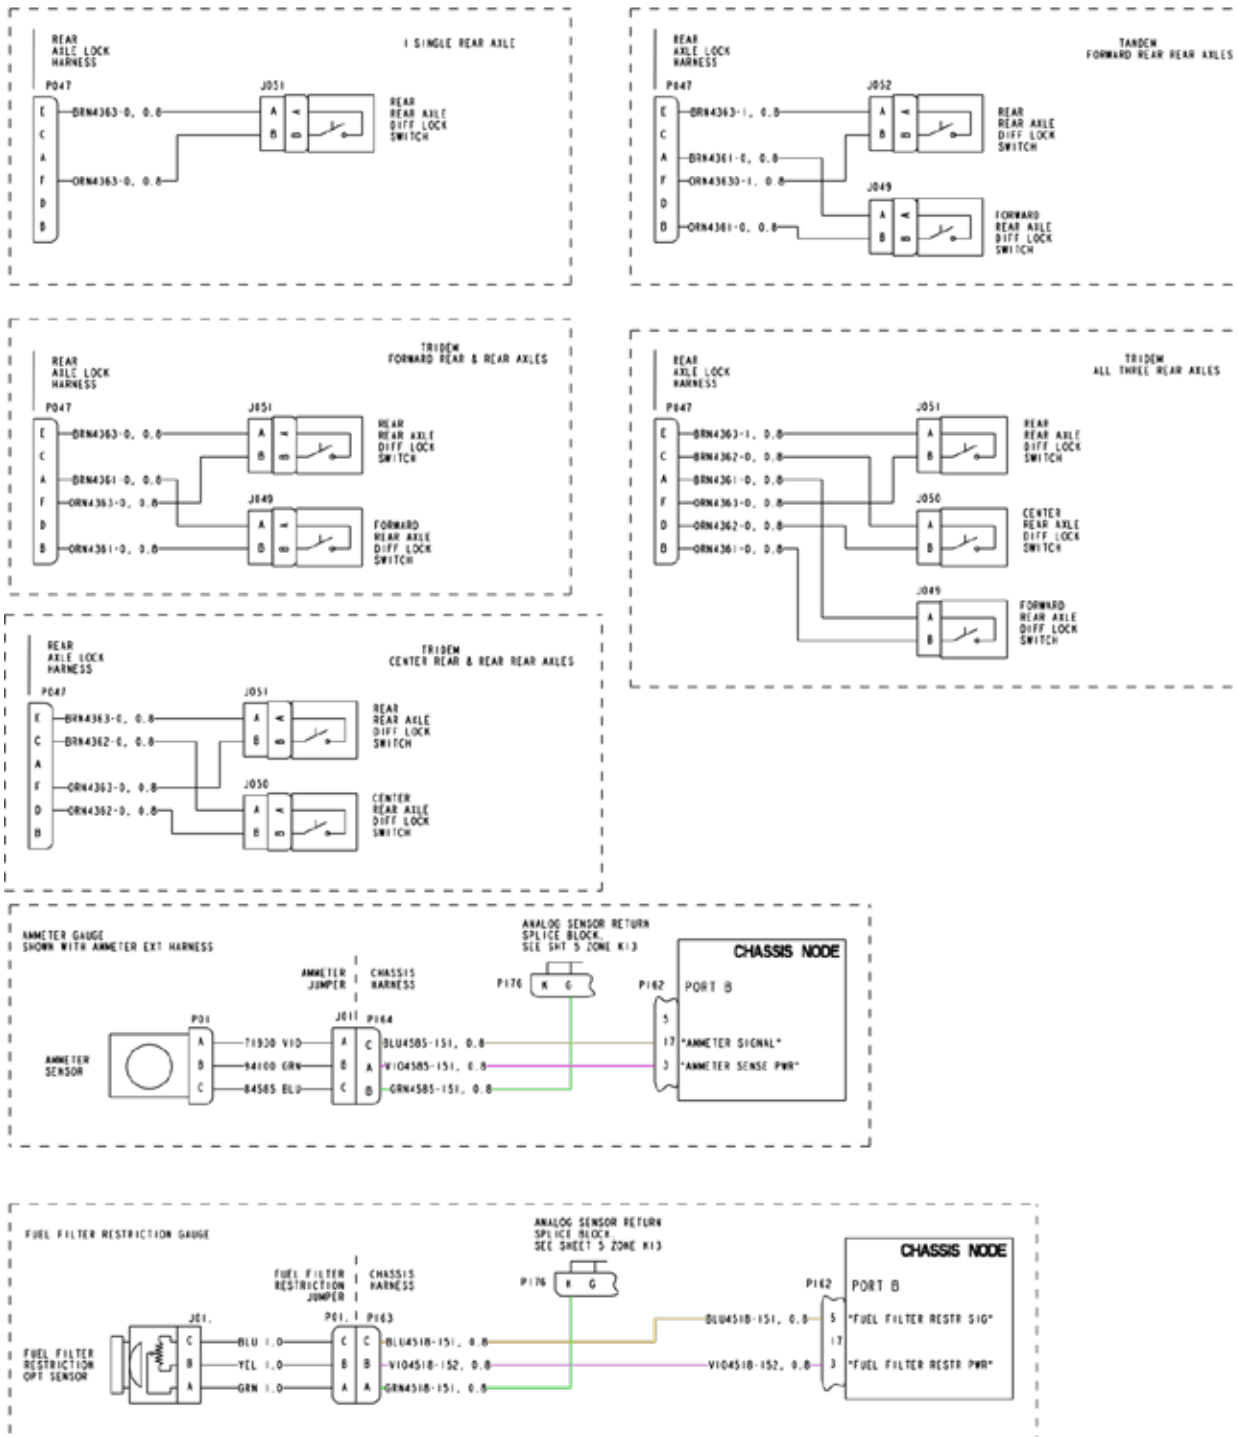 REAR
AXLE LOCK
HARNESS
1 SINGLE REAR AXLE
P047
J051
E
C
A
F
D
B
BRN4363-0, 0.8
ORN4363-0, 0.8
A
B
A
B
REAR
REAR AXLE
DIFF LOCK
SWITCH
REAR
AXLE LOCK
HARNESS
TANDEM
FORWARD REAR REAR AXLES
P047
J052
E
C
A
F
D
B
BRN4363-1, 0.8
BRN4361-0, 0.8
ORN43630-1, 0.8
ORN4361-0, 0.8
A
B
A
B
REAR
REAR AXLE
DIFF LOCK
SWITCH
J049
A
B
A
B
FORWARD
REAR AXLE
DIFF LOCK
SWITCH
REAR
AXLE LOCK
HARNESS
TRIDEM
FORWARD REAR & REAR AXLES
P047
J051
E
C
A
F
D
B
BRN4363-0, 0.8
BRN4361-0, 0.8
ORN4363-0, 0.8
ORN4361-0, 0.8
A
B
A
B
REAR
REAR AXLE
DIFF LOCK
SWITCH
J049
A
B
A
B
FORWARD
REAR AXLE
DIFF LOCK
SWITCH
REAR
AXLE LOCK
HARNESS
TRIDEM
ALL THREE REAR AXLES
P047
J051
E
C
A
F
D
B
BRN4363-1, 0.8
BRN4362-0, 0.8
BRN4361-0, 0.8
ORN4363-0, 0.8
ORN4362-0, 0.8
ORN4361-0, 0.8
A
B
REAR
REAR AXLE
DIFF LOCK
SWITCH
J050
A
B
CENTER
REAR AXLE
DIFF LOCK
SWITCH
J049
A
B
FORWARD
REAR AXLE
DIFF LOCK
SWITCH
REAR
AXLE LOCK
HARNESS
TRIDEM
CENTER REAR & REAR REAR AXLES
P047
J051
E
C
A
F
D
B
BRN4363-0, 0.8
BRN4362-0, 0.8
ORN4363-0, 0.8
ORN4362-0, 0.8
A
B
A
B
REAR
REAR AXLE
DIFF LOCK
SWITCH
J050
A
B
A
B
CENTER
REAR AXLE
DIFF LOCK
SWITCH
AMMETER GAUGE
SHOWN WITH AMMETER EXT HARNESS
ANALOG SENSOR RETURN
SPLICE BLOCK.
SEE SHT 5 ZONE K13
CHASSIS NODE
AMMETER
JUMPER
CHASSIS
HARNESS
P176
K G
P162
PORT B
P01
J011
P164
AMMETER
SENSOR
A
B
C
71930 VIO
94100 GRN
84585 BLU
A
B
C
C
A
B
BLU4585-151, 0.8
VIO4585-151, 0.8
GRN4585-151, 0.8
5
17
3
"AMMETER SIGNAL"
"AMMETER SENSE PWR"
FUEL FILTER RESTRICTION GAUGE
ANALOG SENSOR RETURN
SPLICE BLOCK.
SEE SHEET 5 ZONE K13
CHASSIS NODE
FUEL FILTER
RESTRICTION
JUMPER
CHASSIS
HARNESS
P176
K G
P162
PORT B
J01.
P01.
P163
FUEL FILTER
RESTRICTION
OPT SENSOR
C
B
A
BLU 1.0
YEL 1.0
GRN 1.0
C
B
A
C
B
A
BLU4518-151, 0.8
VIO4518-152, 0.8
GRN4518-151, 0.8
BLU4518-151, 0.8
VIO4518-152, 0.8
5
17
3
"FUEL FILTER RESTR SIG"
"FUEL FILTER RESTR PWR"